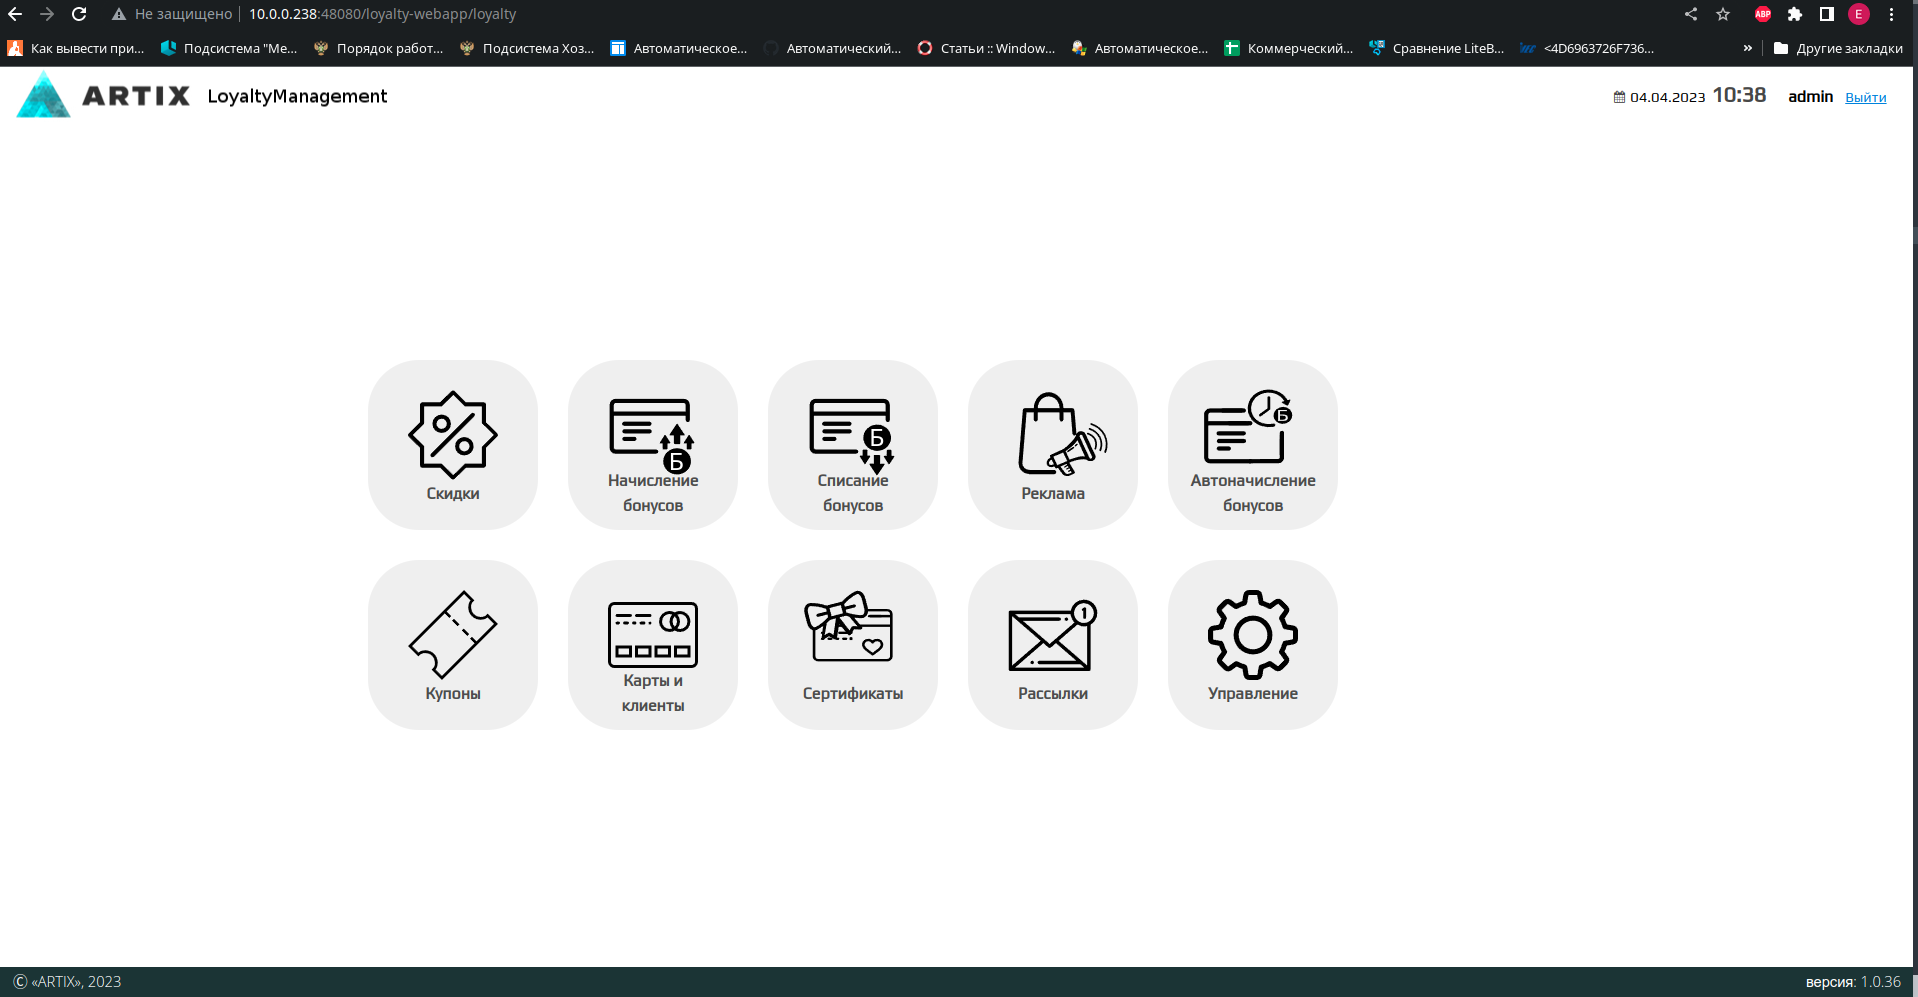 Не защищено 10.0.0.238:48080/loyalty-webapp/loyalty
ABP
E
Как вывести при... Подсистема "Ме... Порядок работ... Подсистема Хоз... Автоматическое... Автоматический... Статьи :: Window... Автоматическое... Коммерческий... Сравнение LiteB... <4D6963726F736... » Другие закладки
ARTIX LoyaltyManagement 04.04.2023 10:38 admin Выйти
Скидки
Б
Начисление
бонусов
Б
Списание
бонусов
Реклама
Б
Автоначисление
бонусов
Купоны
Карты и
клиенты
Сертификаты
1
Рассылки
Управление
© «ARTIX», 2023 версия: 1.0.36